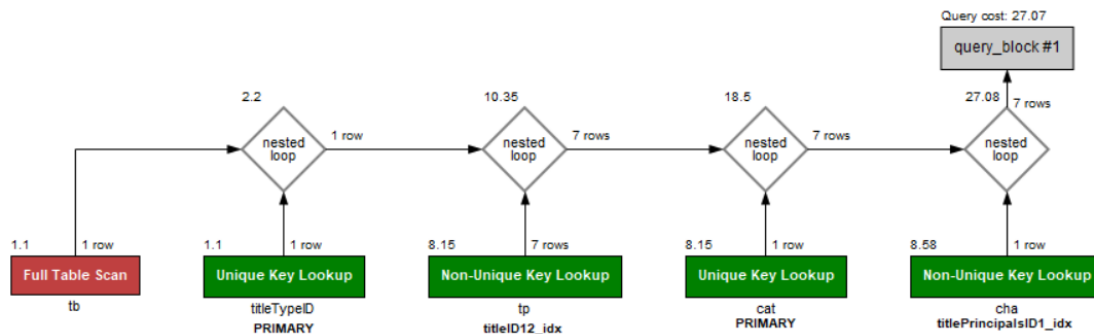 Query cost: 27.07
query_block #1
2.2
10.35
18.5
27.08
7 rows
nested
loop
1 row
nested
loop
7 rows
nested
loop
7 rows
nested
loop
1.1
1 row
1.1
1 row
8.15
7 rows
8.15
1 row
8.58
1 row
Full Table Scan
Unique Key Lookup
Non-Unique Key Lookup
Unique Key Lookup
Non-Unique Key Lookup
tb
titleTypeID
tp
cat
cha
PRIMARY
titleID12_idx
PRIMARY
titlePrincipalsID1_idx